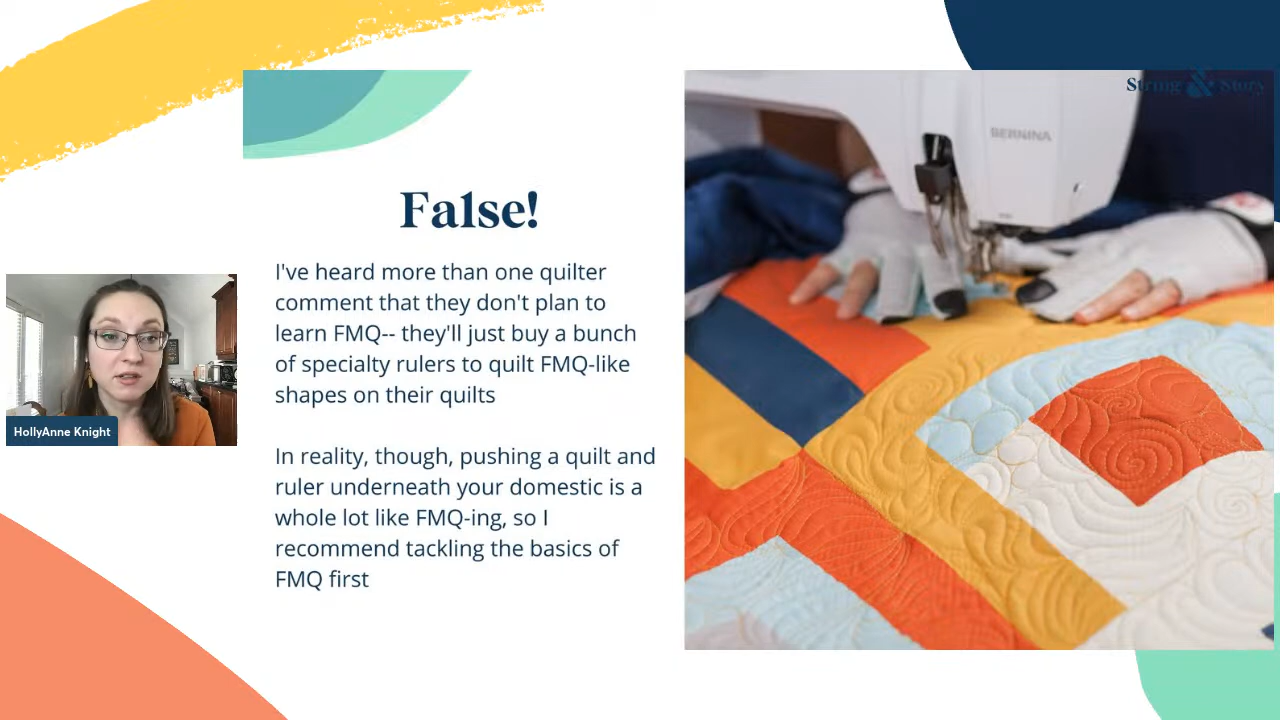 String & Story
BERNINA
False!
I've heard more than one quilter
comment that they don't plan to
learn FMQ-- they'll just buy a bunch
of specialty rulers to quilt FMQ-like
shapes on their quilts
In reality, though, pushing a quilt and
ruler underneath your domestic is a
whole lot like FMQ-ing, so I
recommend tackling the basics of
FMQ first
HollyAnne Knight